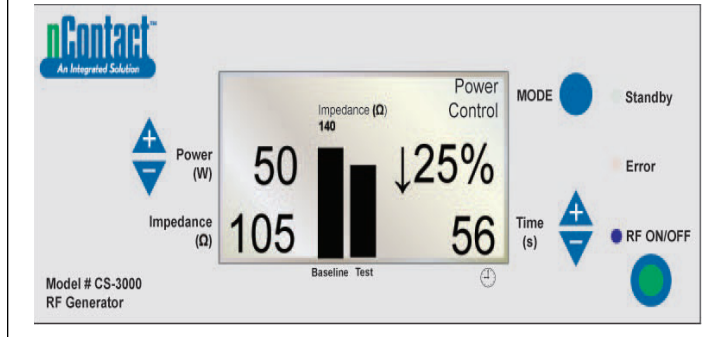 nContact™
An Integrated Solution
Power
Control
Impedance (Ω)
140
MODE
Standby
+
Power
(W)
50
↓25%
Error
−
Impedance
(Ω)
105
56
Time
(s)
+
−
RF ON/OFF
Baseline Test
Model # CS-3000
RF Generator